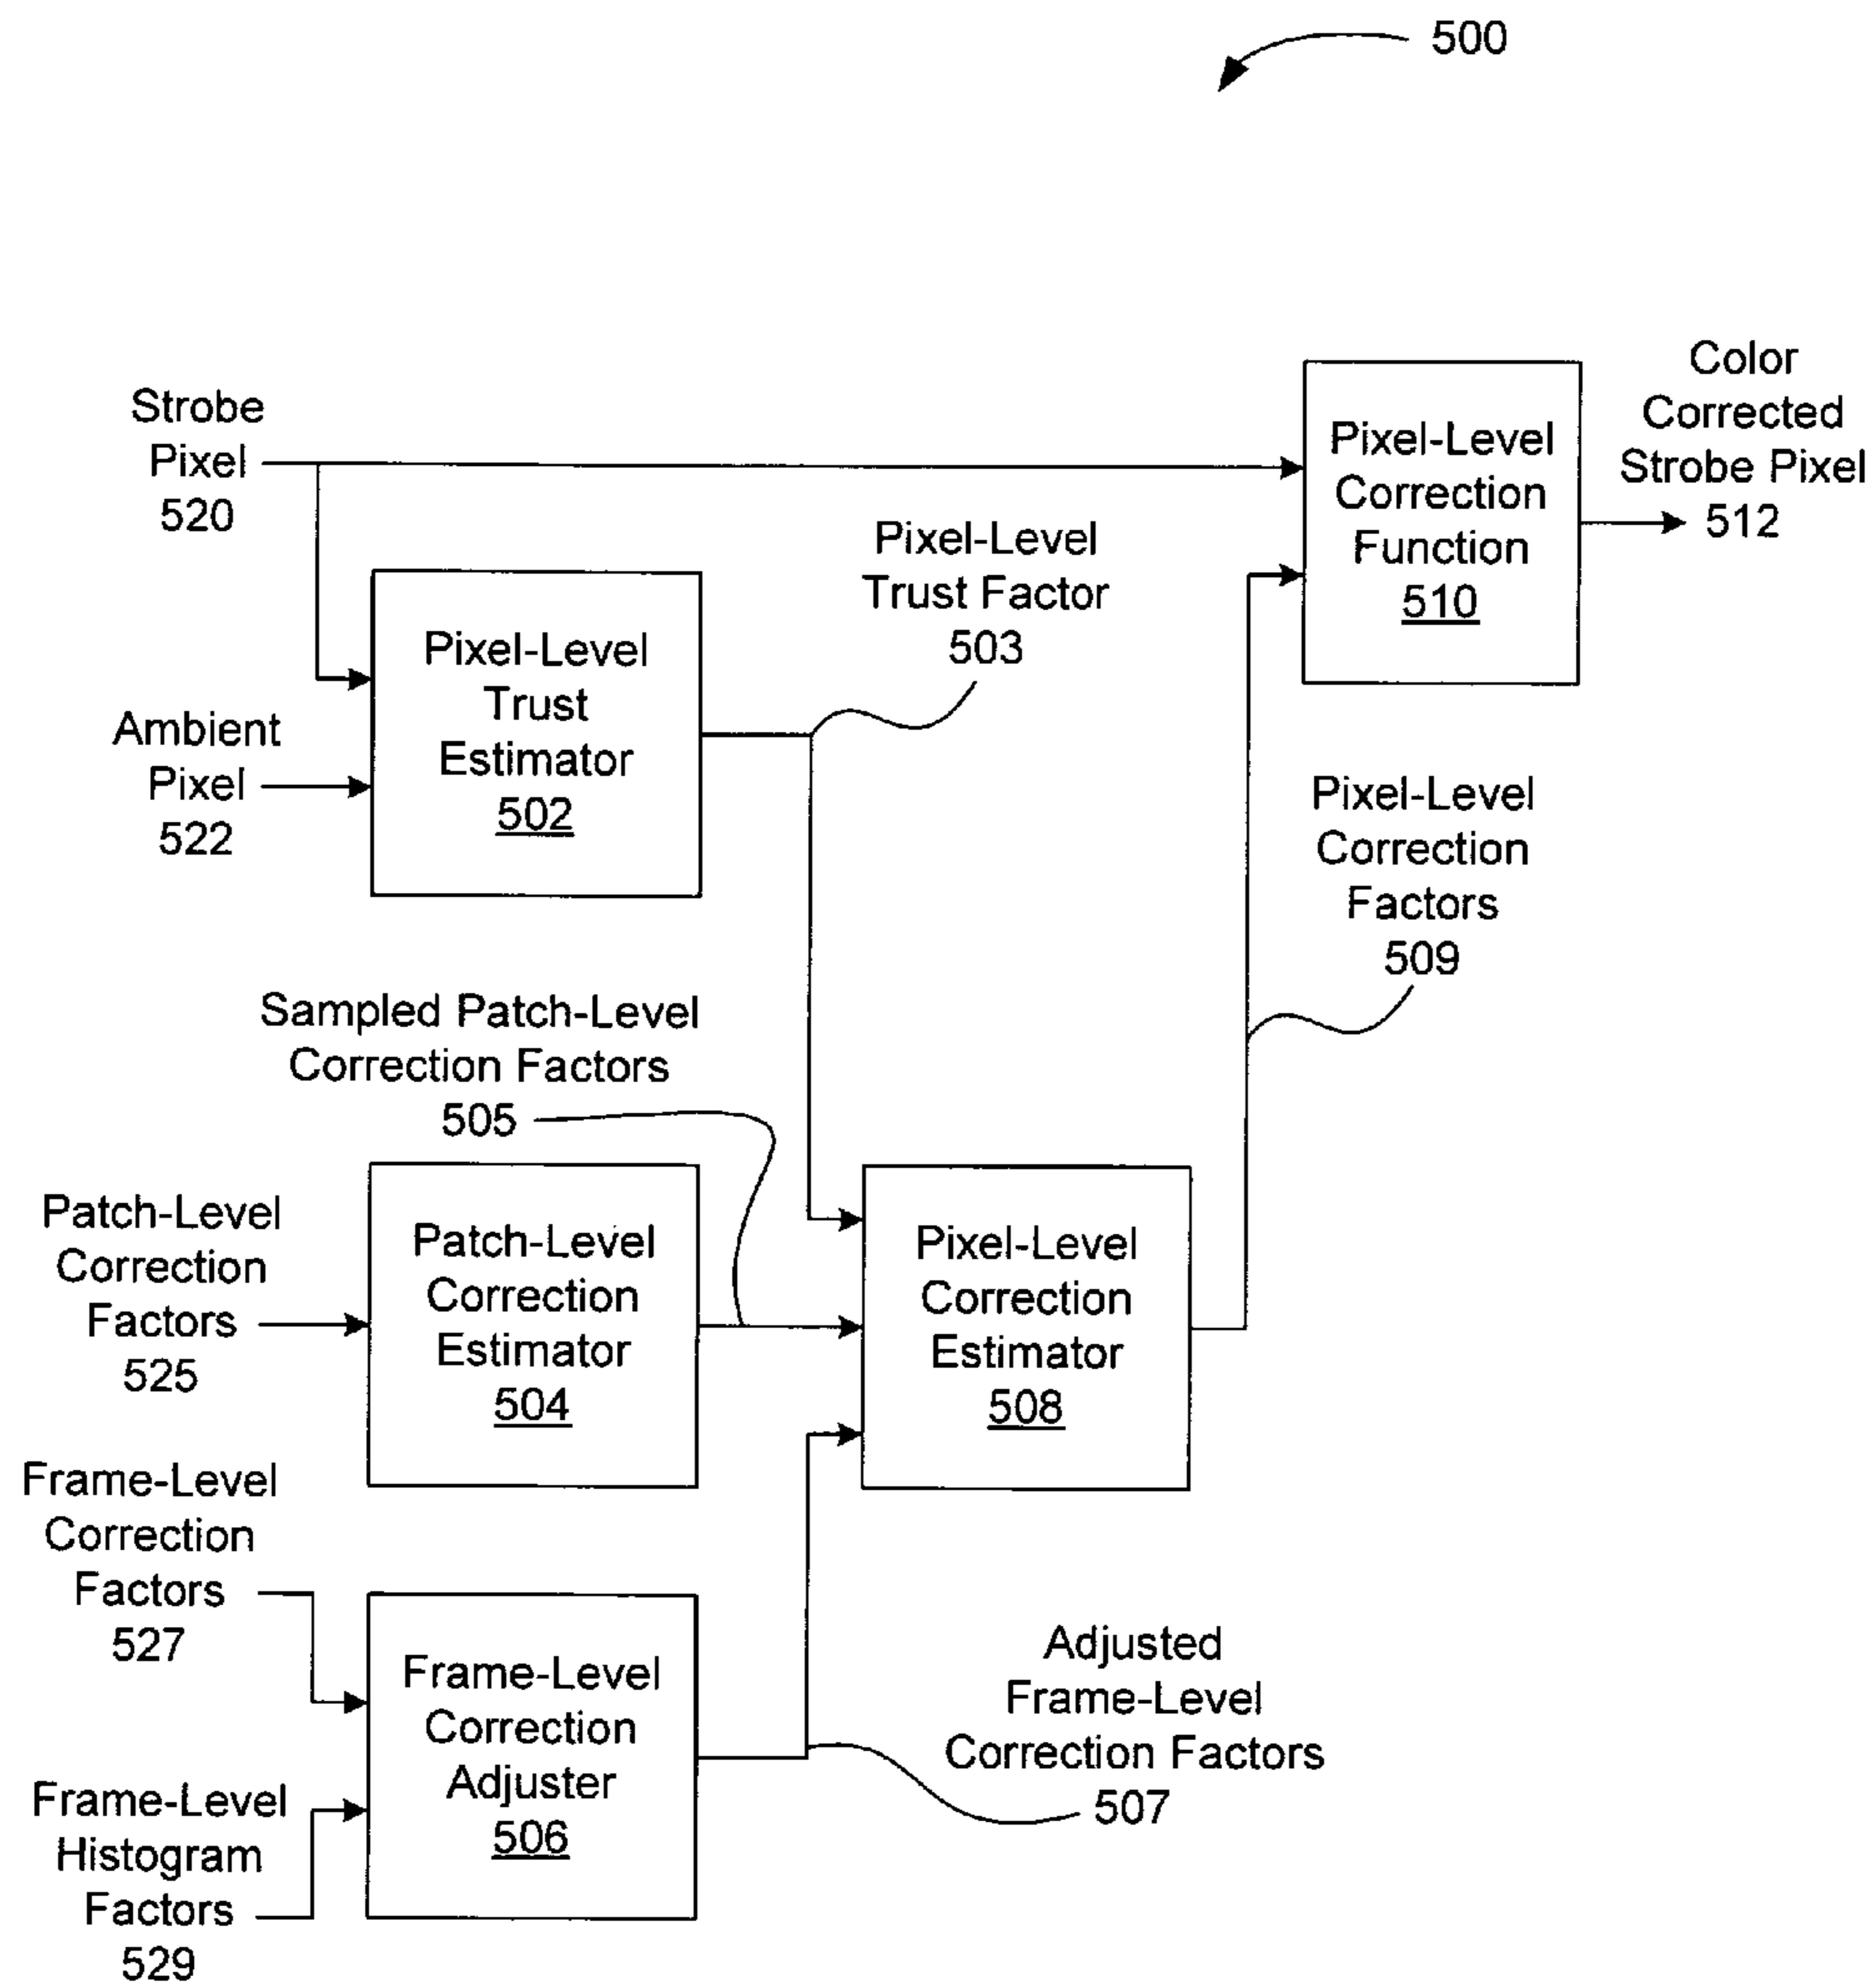 500
Strobe
Pixel
520
Ambient
Pixel
522
Pixel-Level
Trust
Estimator
502
Pixel-Level
Trust Factor
503
Pixel-Level
Correction
Function
510
Color
Corrected
Strobe Pixel
512
Pixel-Level
Correction
Factors
509
Sampled Patch-Level
Correction Factors
505
Patch-Level
Correction
Factors
525
Patch-Level
Correction
Estimator
504
Pixel-Level
Correction
Estimator
508
Frame-Level
Correction
Factors
527
Frame-Level
Histogram
Factors
529
Frame-Level
Correction
Adjuster
506
Adjusted
Frame-Level
Correction Factors
507